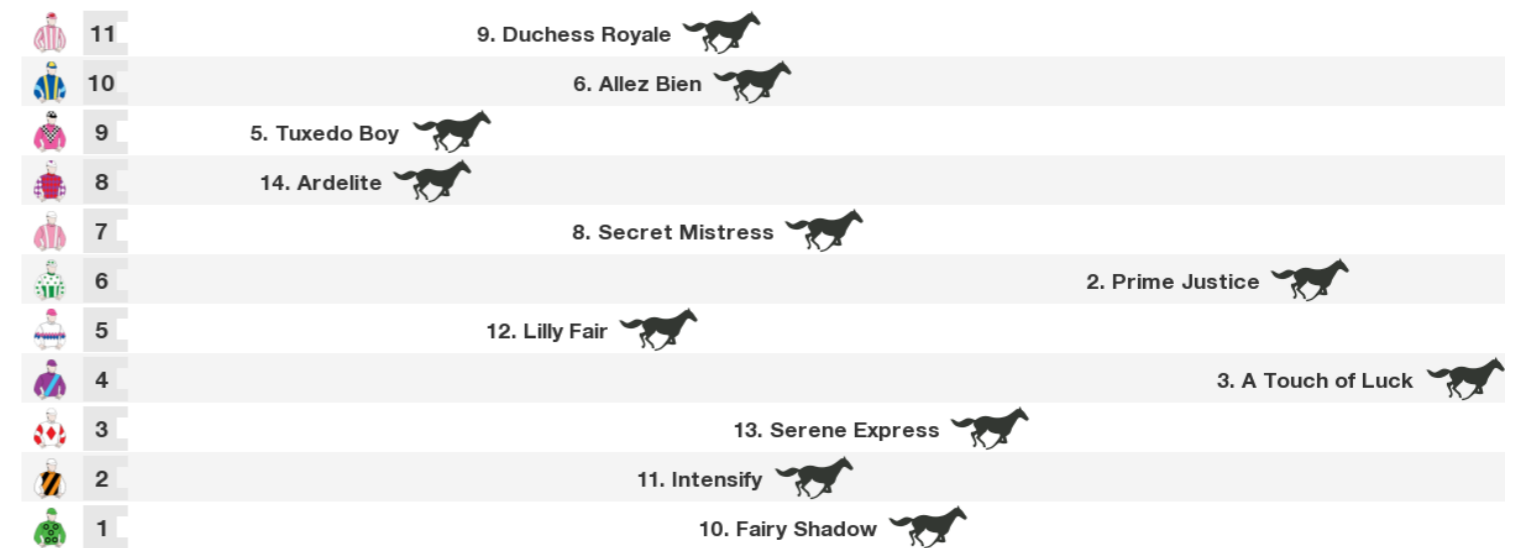 11 9. Duchess Royale
10 6. Allez Bien
9 5. Tuxedo Boy
8 14. Ardelite
7 8. Secret Mistress
6 2. Prime Justice
5 12. Lilly Fair
4 3. A Touch of Luck
3 13. Serene Express
2 11. Intensify
1 10. Fairy Shadow